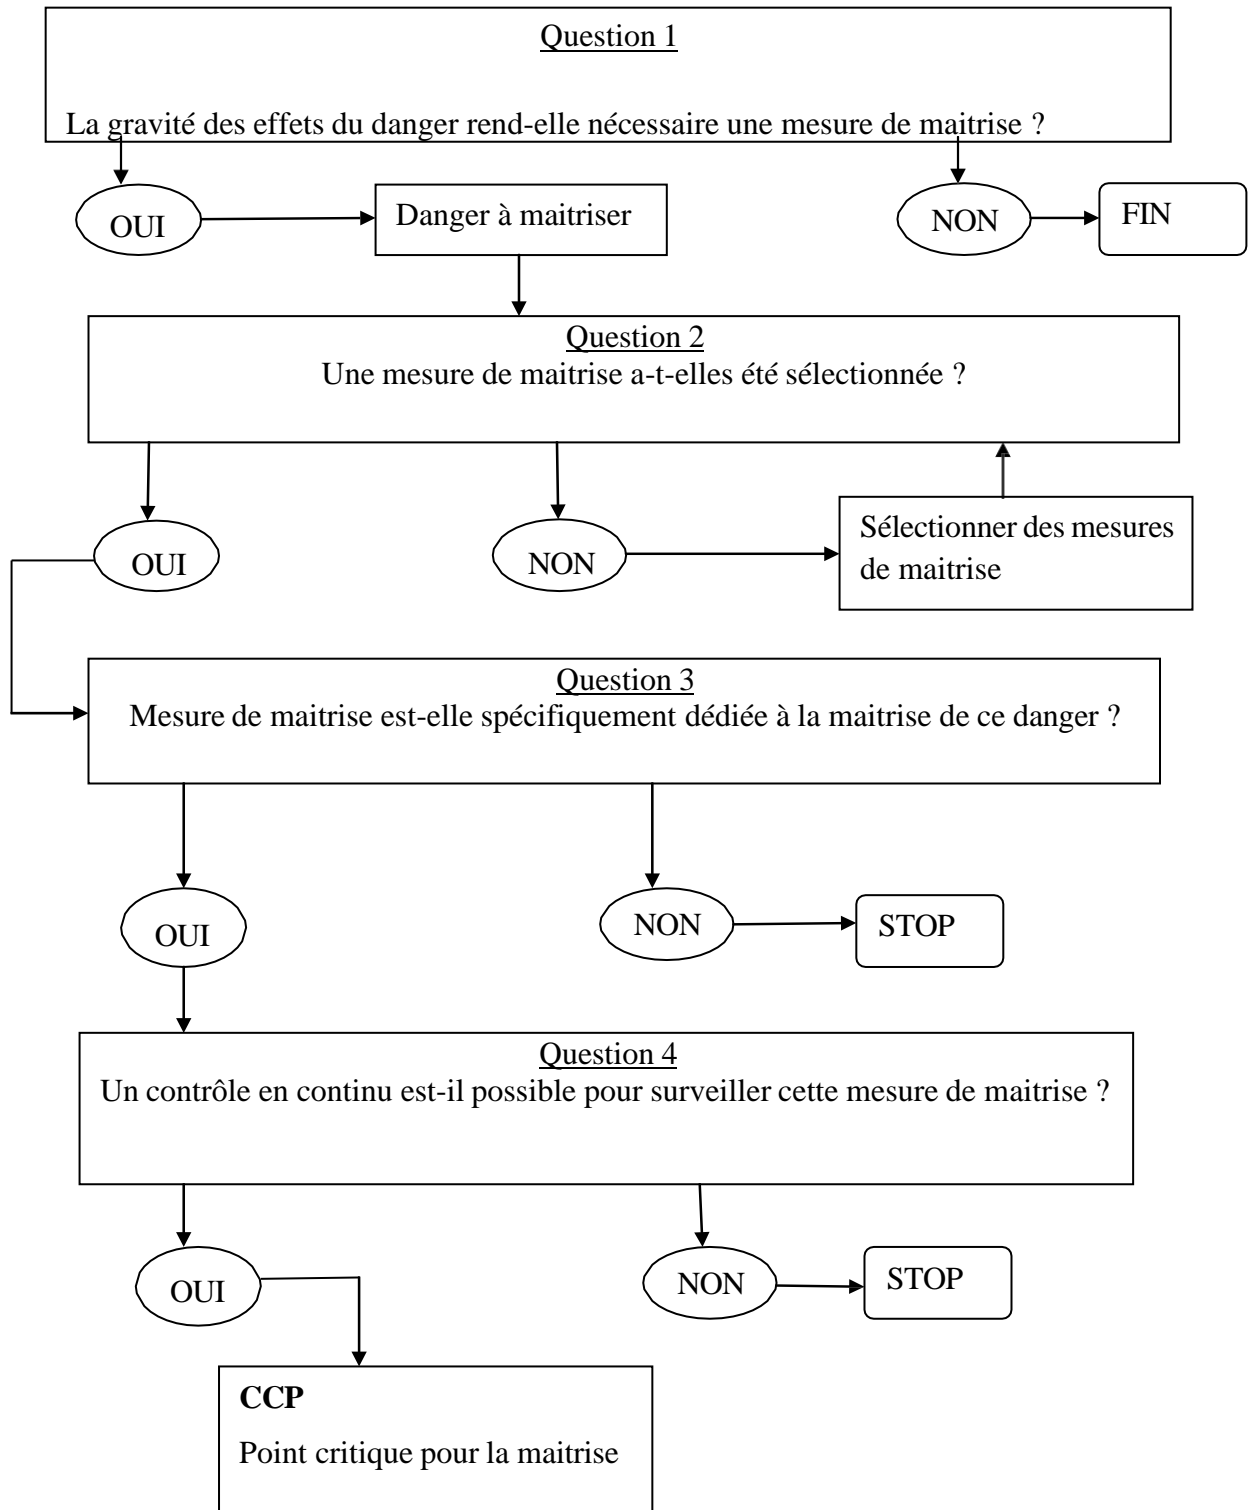 Question 1
La gravité des effets du danger rend-elle nécessaire une mesure de maitrise ?
OUI
Danger à maitriser
NON
FIN
Question 2
Une mesure de maitrise a-t-elles été sélectionnée ?
OUI
NON
Sélectionner des mesures
de maitrise
Question 3
Mesure de maitrise est-elle spécifiquement dédiée à la maitrise de ce danger ?
OUI
NON
STOP
Question 4
Un contrôle en continu est-il possible pour surveiller cette mesure de maitrise ?
OUI
NON
STOP
CCP
Point critique pour la maitrise